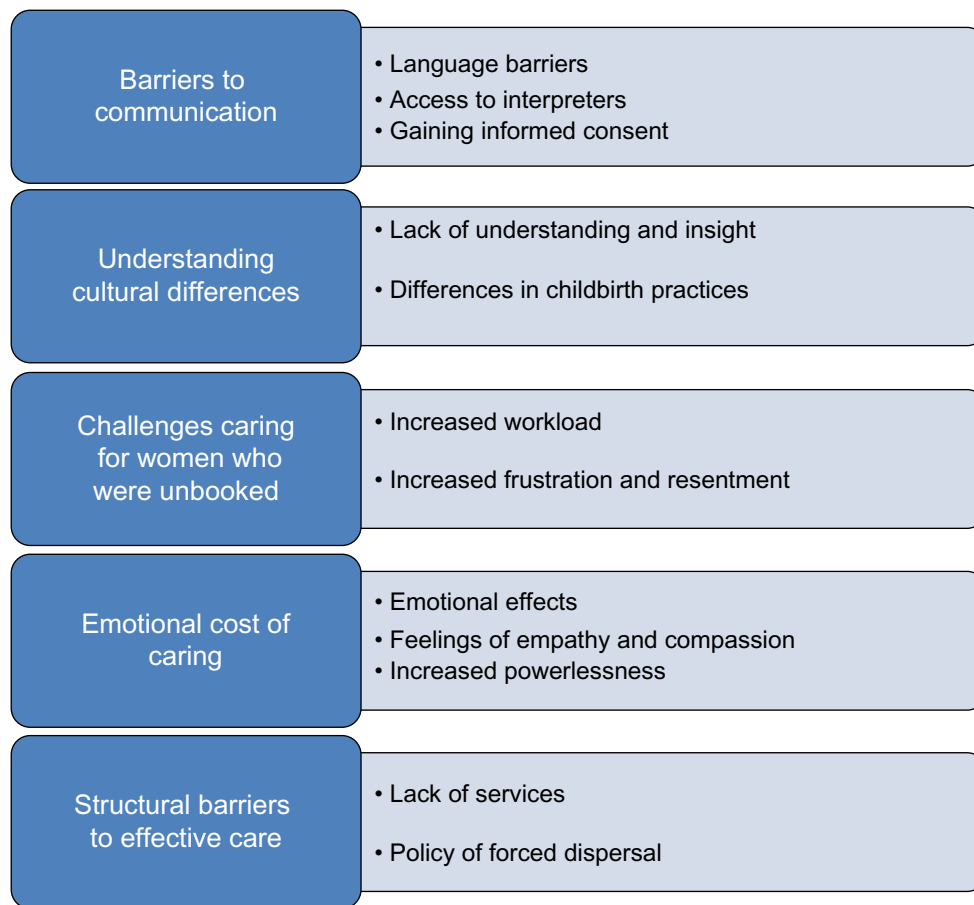 Barriers to
communication
• Language barriers
• Access to interpreters
• Gaining informed consent
Understanding
cultural differences
• Lack of understanding and insight
• Differences in childbirth practices
Challenges caring
for women who
were unbooked
• Increased workload
• Increased frustration and resentment
Emotional cost of
caring
• Emotional effects
• Feelings of empathy and compassion
• Increased powerlessness
Structural barriers
to effective care
• Lack of services
• Policy of forced dispersal